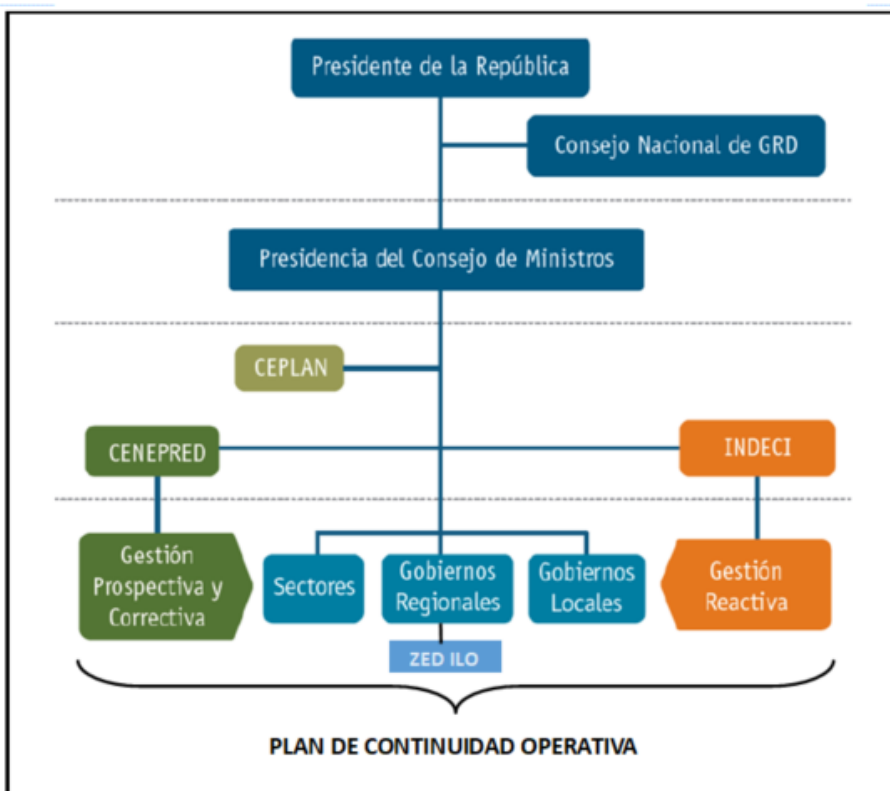 Presidente de la República
Consejo Nacional de GRD
Presidencia del Consejo de Ministros
CEPLAN
CENEPRED
INDECI
Gestión
Prospectiva y
Correctiva
Sectores
Gobiernos
Regionales
Gobiernos
Locales
Gestión
Reactiva
ZED ILO
PLAN DE CONTINUIDAD OPERATIVA